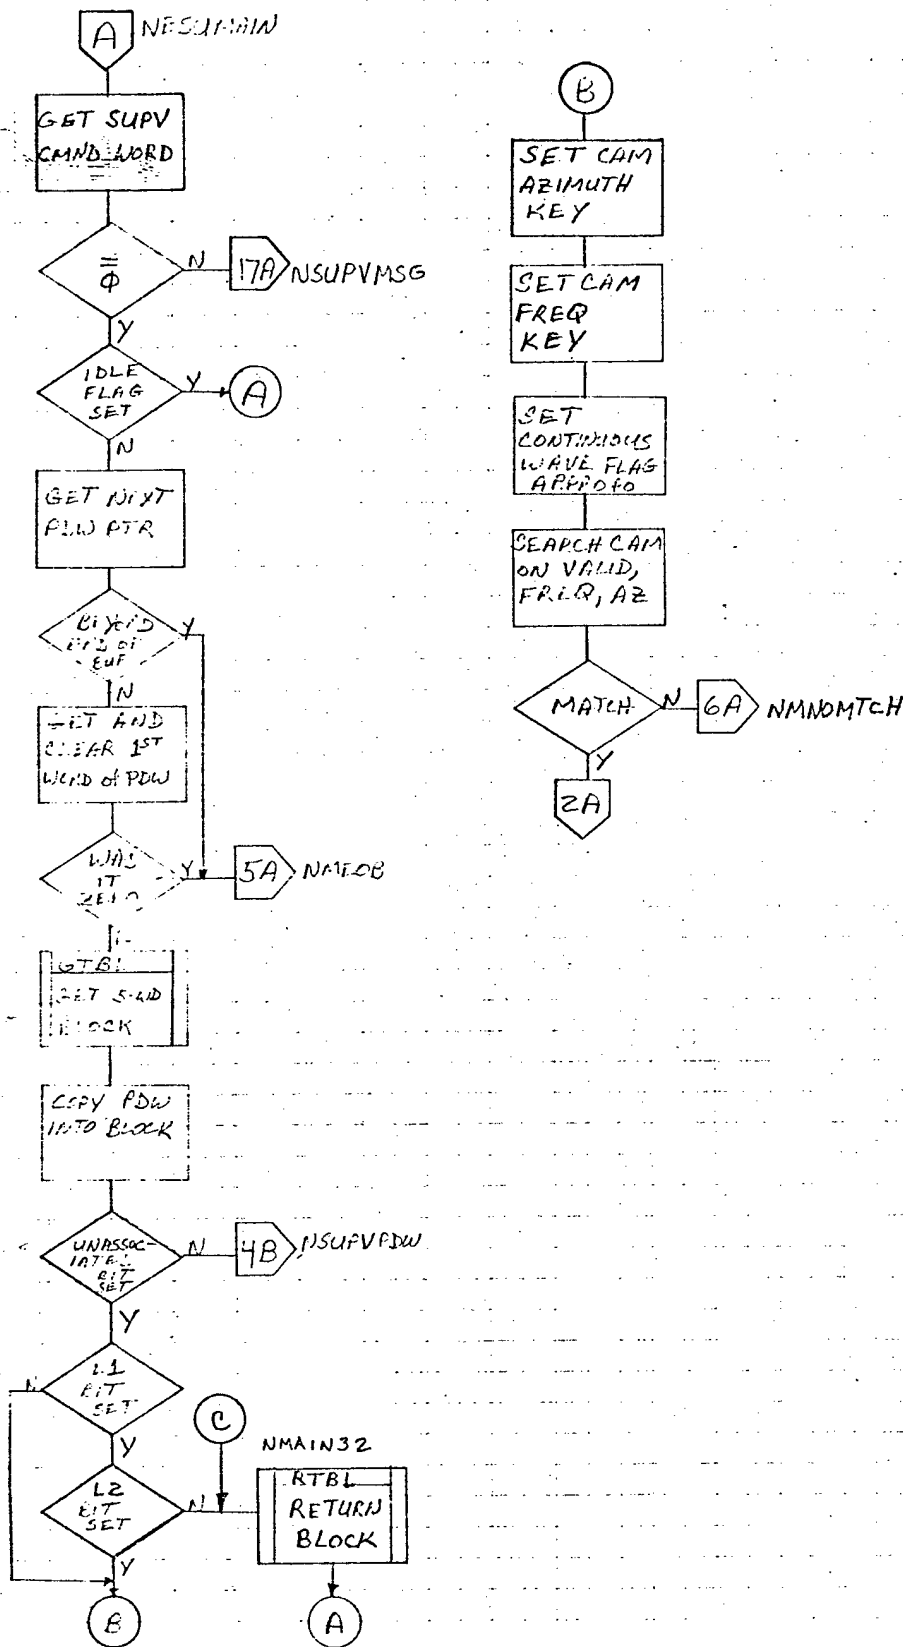 A NESUMAIN
GET SUPV
CMND WORD
=
Φ
N
17A NSUPVMSG
Y
IDLE
FLAG
SET
Y
A
N
GET NEXT
PTR
Y
N
GET AND
CLEAR 1ST
WORD of PDW
WAS
IT
ZERO
Y
5A
GTBL
GET 5-WD
BLOCK
COPY PDW
INTO BLOCK
UNASSOC-
IATED
BIT
SET
N
4B NSUPVPDW
Y
L1
BIT
SET
N
Y
C
L2
BIT
SET
N
NMAIN32
RTBL
RETURN
BLOCK
Y
B
A
B
SET CAM
AZIMUTH
KEY
SET CAM
FREQ
KEY
SET
CONTINUOUS
WAVE FLAG
SEARCH CAM
ON VALID,
FREQ, AZ
MATCH
N
6A NMNOMTCH
Y
2A